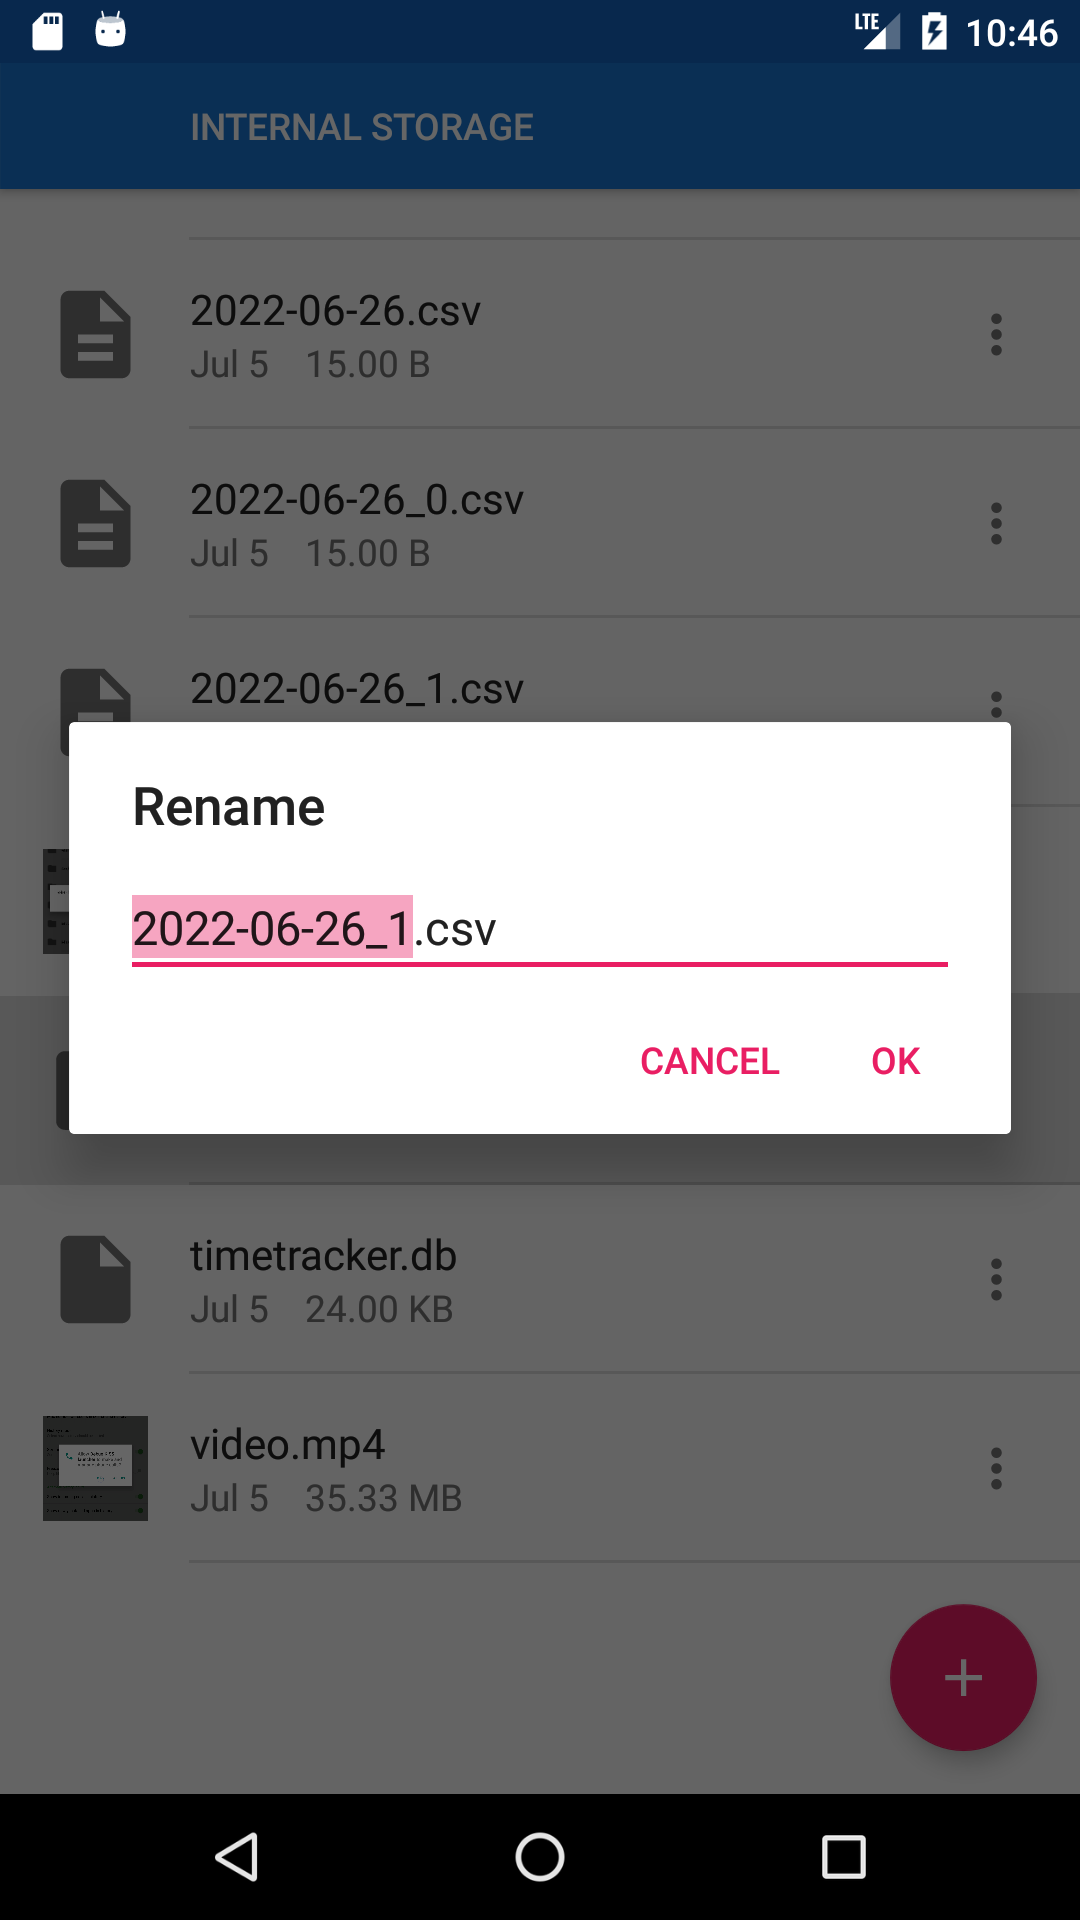 LTE 10:46
INTERNAL STORAGE
2022-06-26.csv
Jul 5 15.00 B
2022-06-26_0.csv
Jul 5 15.00 B
2022-06-26_1.csv
Rename
2022-06-26_1.csv
CANCEL OK
timetracker.db
Jul 5 24.00 KB
video.mp4
Jul 5 35.33 MB